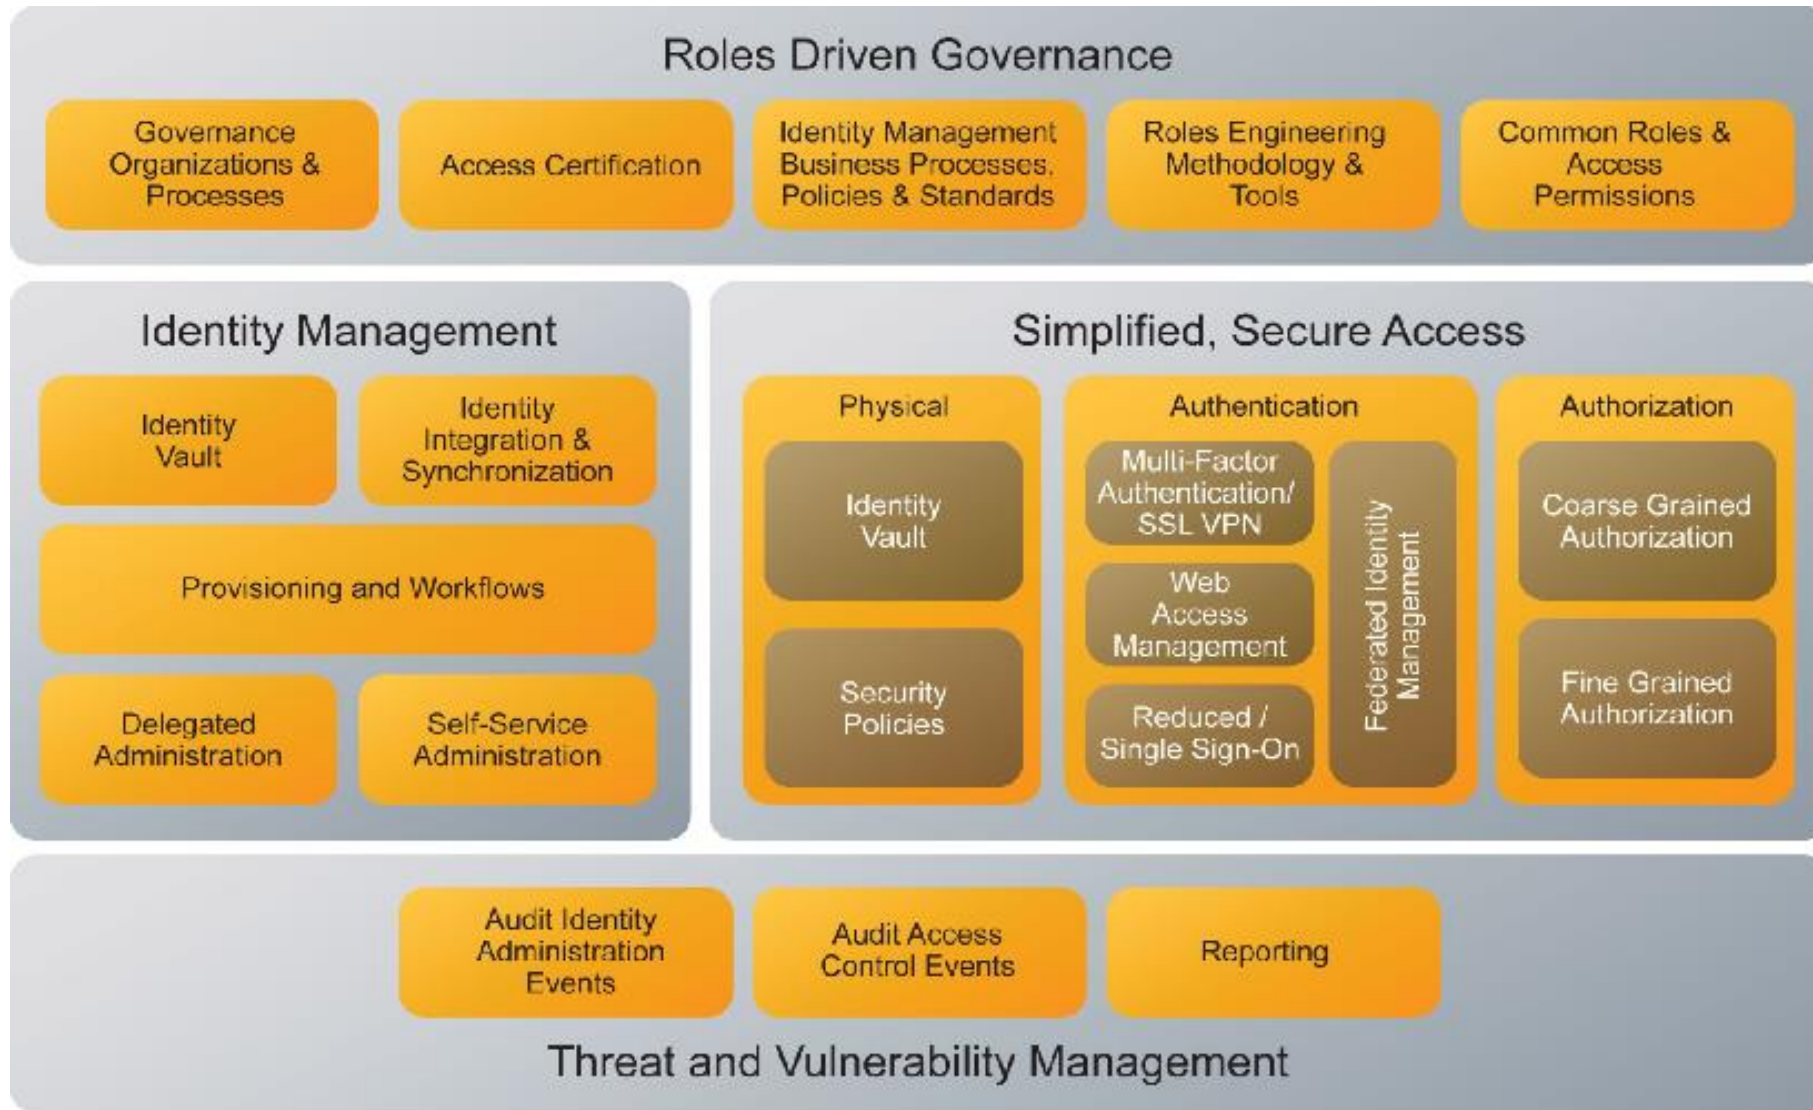 Roles Driven Governance
Governance
Organizations &
Processes
Access Certification
Identity Management
Business Processes,
Policies & Standards
Roles Engineering
Methodology &
Tools
Common Roles &
Access
Permissions
Identity Management
Identity
Vault
Identity
Integration &
Synchronization
Provisioning and Workflows
Delegated
Administration
Self-Service
Administration
Simplified, Secure Access
Physical
Identity
Vault
Security
Policies
Authentication
Multi-Factor
Authentication/
SSL VPN
Web
Access
Management
Reduced /
Single Sign-On
Federated Identity
Management
Authorization
Coarse Grained
Authorization
Fine Grained
Authorization
Audit Identity
Administration
Events
Audit Access
Control Events
Reporting
Threat and Vulnerability Management